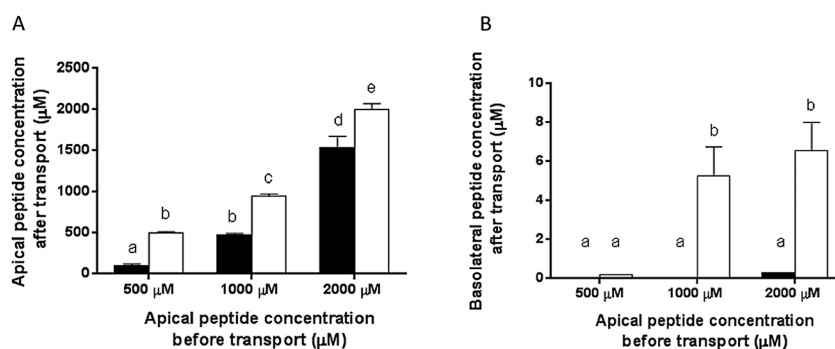 A
Apical peptide concentration
after transport (μM)
2500
2000
1500
1000
500
0
a
b
b
c
d
e
500 μM
1000 μM
2000 μM
Apical peptide concentration
before transport (μM)
B
Basolateral peptide concentration
after transport (μM)
10
8
6
4
2
0
a
a
a
b
a
b
500 μM
1000 μM
2000 μM
Apical peptide concentration
before transport (μM)